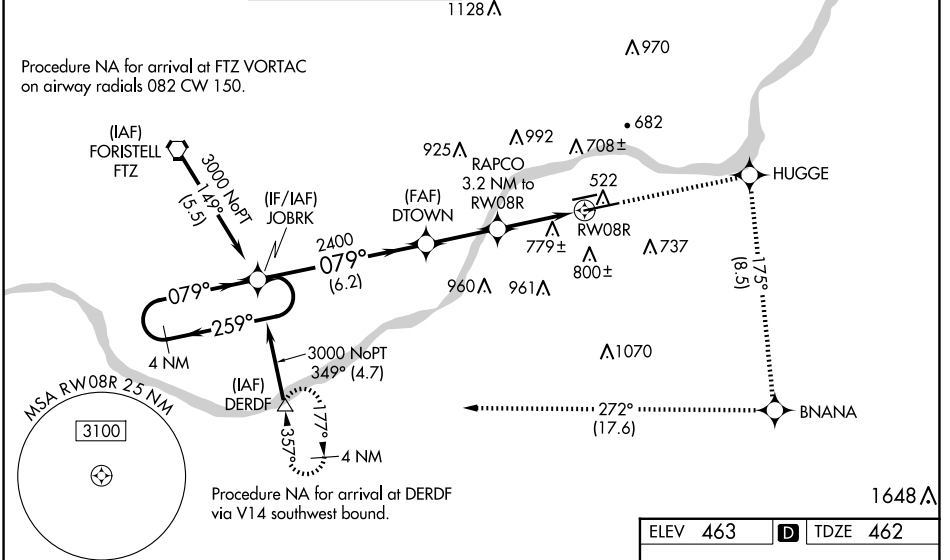 1128
970
Procedure NA for arrival at FTZ VORTAC
on airway radials 082 CW 150.
(IAF)
FORISTELL
FTZ
3000 NoPT
149°
(5.5)
(IF/IAF)
JOBRK
925
992
682
708±
RAPCO
3.2 NM to
RW08R
(FAF)
DTOWN
522
RW08R
HUGGE
2400
079°
(6.2)
779±
800±
737
960
961
079°
259°
4 NM
175°
(8.5)
3000 NoPT
349° (4.7)
1070
(IAF)
DERDF
177°
357°
4 NM
272°
(17.6)
BNANA
MSA RW08R 25 NM
3100
Procedure NA for arrival at DERDF
via V14 southwest bound.
1648
ELEV 463 D TDZE 462